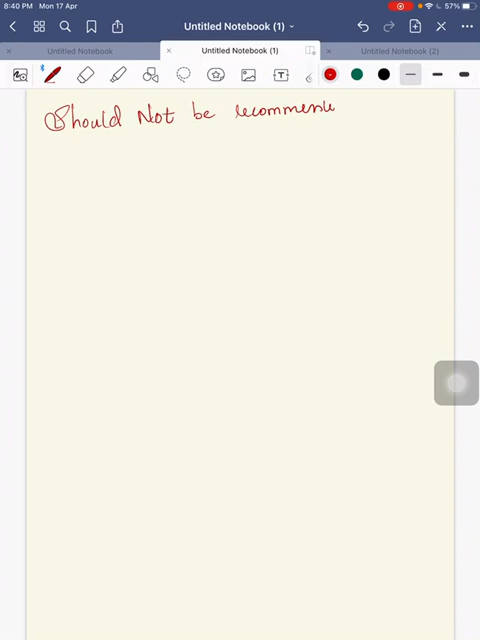 8:40 PM Mon 17 Apr 57%
Untitled Notebook (1)
Untitled Notebook Untitled Notebook (1) Untitled Notebook (2)
T
Should Not be recommende